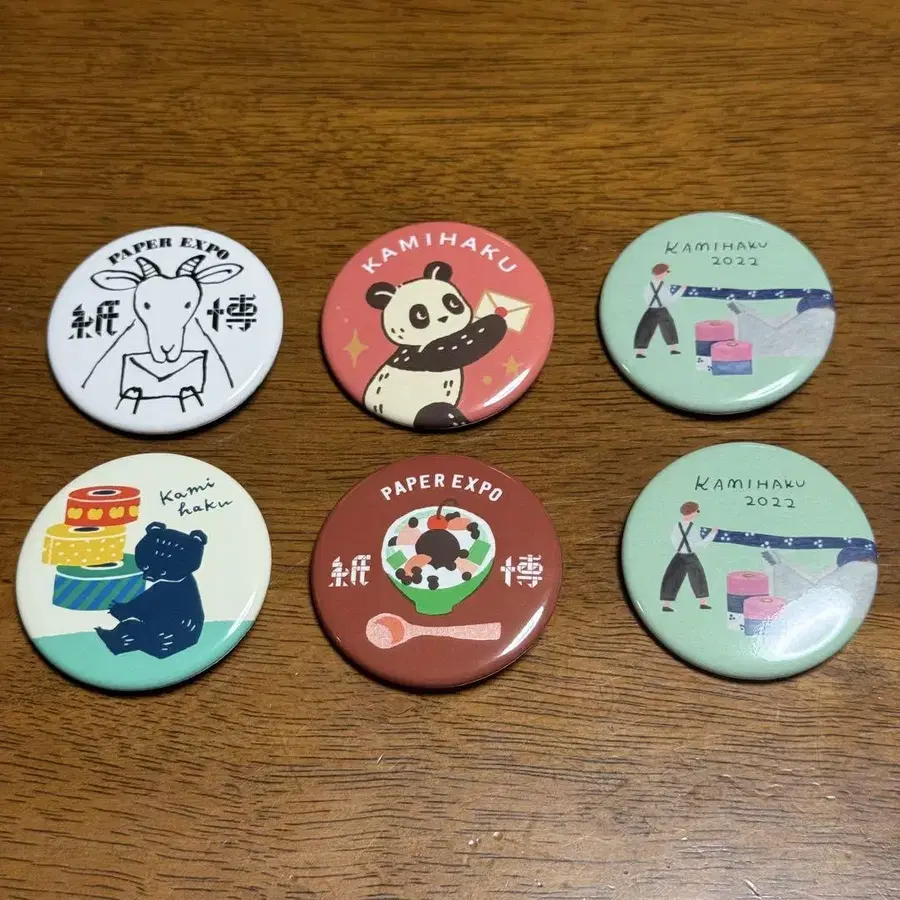 PAPER EXPO
紙 博
KAMIHAKU
KAMIHAKU
2022
Kami
haku
PAPER EXPO
紙 博
KAMIHAKU
2022